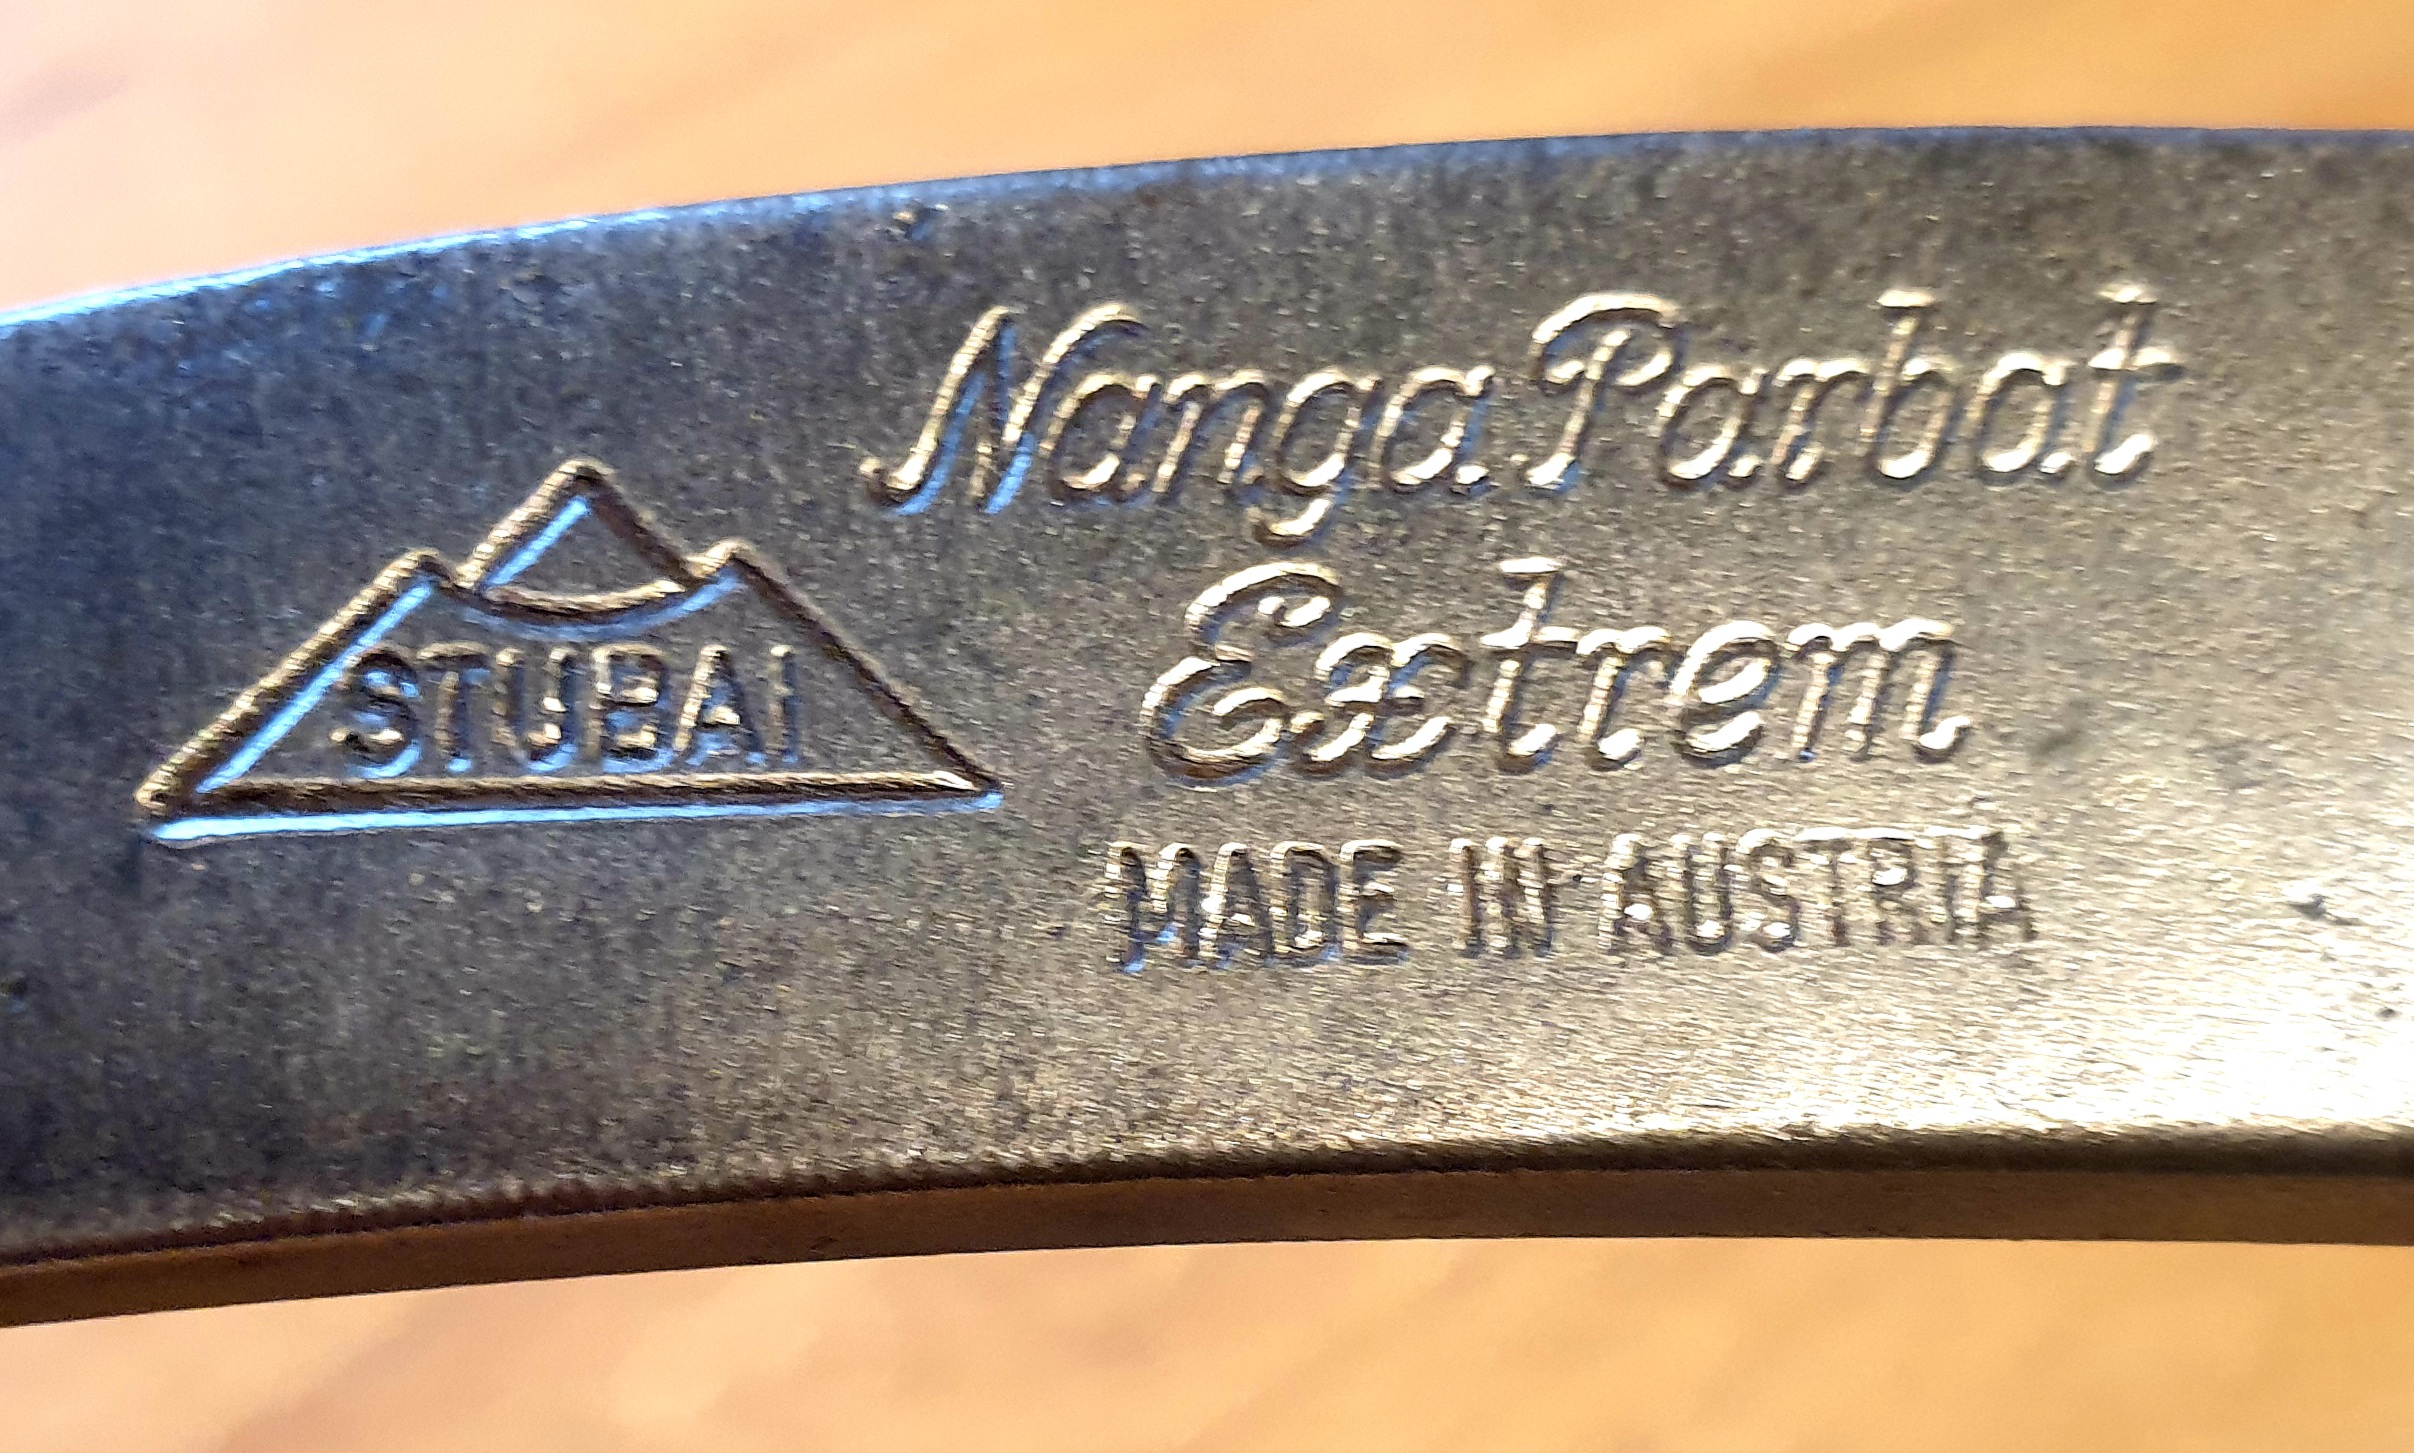 Nanga Parbat
Extrem
STUBAI
MADE IN AUSTRIA